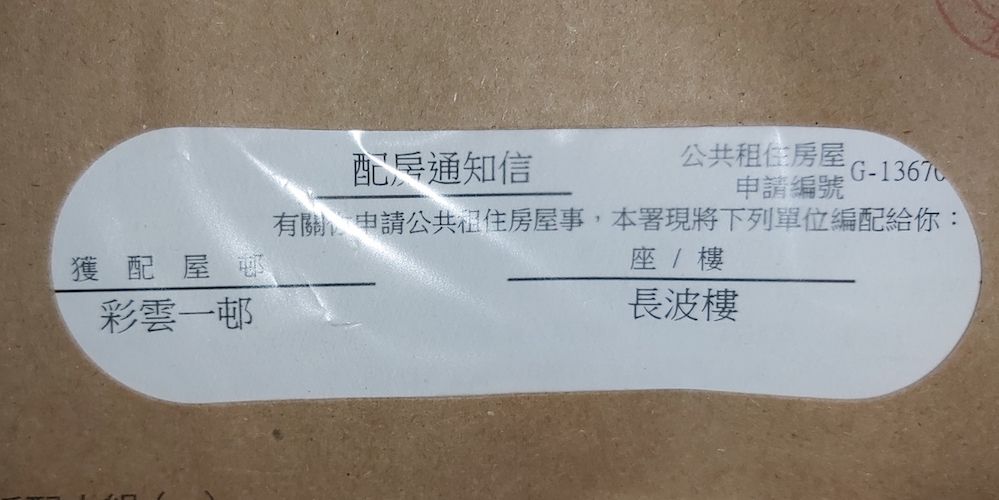 配房通知信
公共租住房屋
申請編號 G-13670
有關你申請公共租住房屋事，本署現將下列單位編配給你：
獲配屋邨 座/樓
彩雲一邨 長波樓